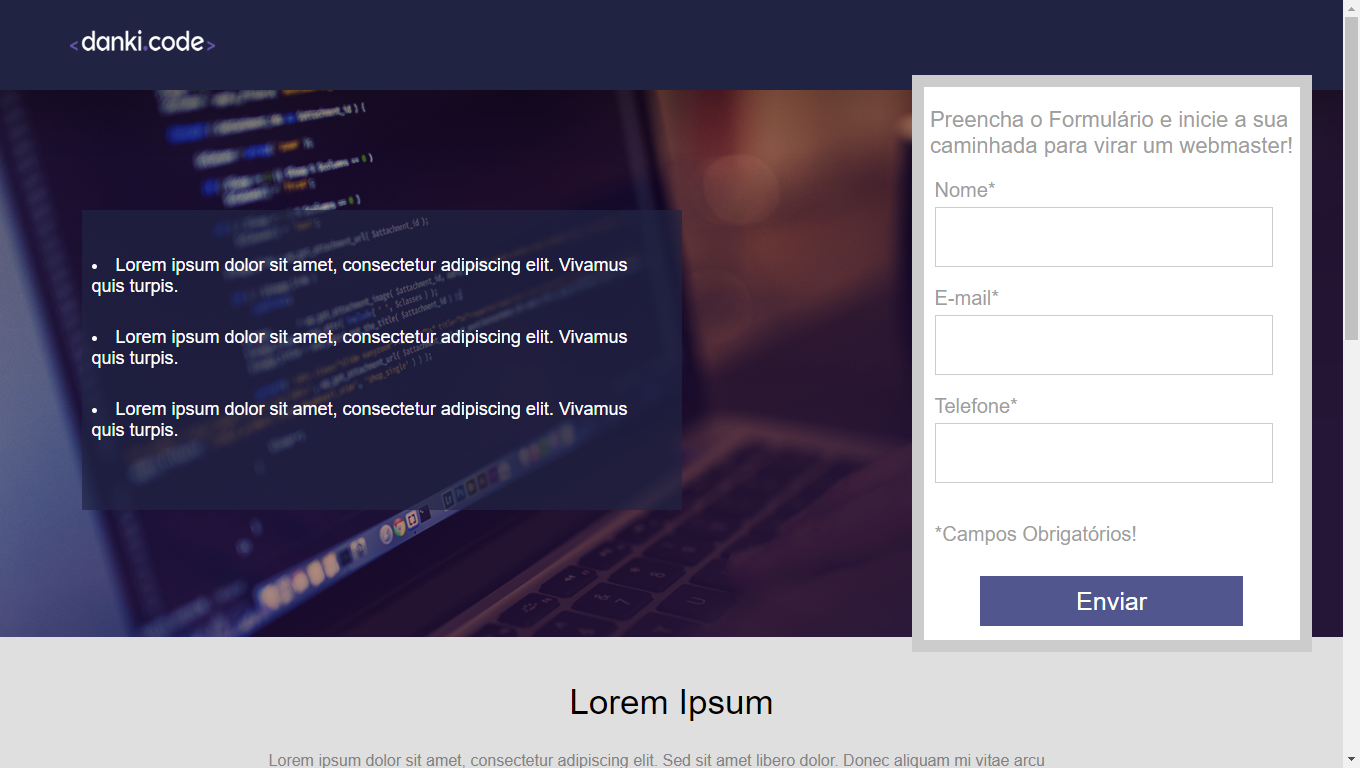 <danki.code>
Preencha o Formulário e inicie a sua
caminhada para virar um webmaster!
Nome*
E-mail*
Telefone*
*Campos Obrigatórios!
Enviar
• Lorem ipsum dolor sit amet, consectetur adipiscing elit. Vivamus
quis turpis.
• Lorem ipsum dolor sit amet, consectetur adipiscing elit. Vivamus
quis turpis.
• Lorem ipsum dolor sit amet, consectetur adipiscing elit. Vivamus
quis turpis.
Lorem Ipsum
Lorem ipsum dolor sit amet, consectetur adipiscing elit. Sed sit amet libero dolor. Donec aliquam mi vitae arcu